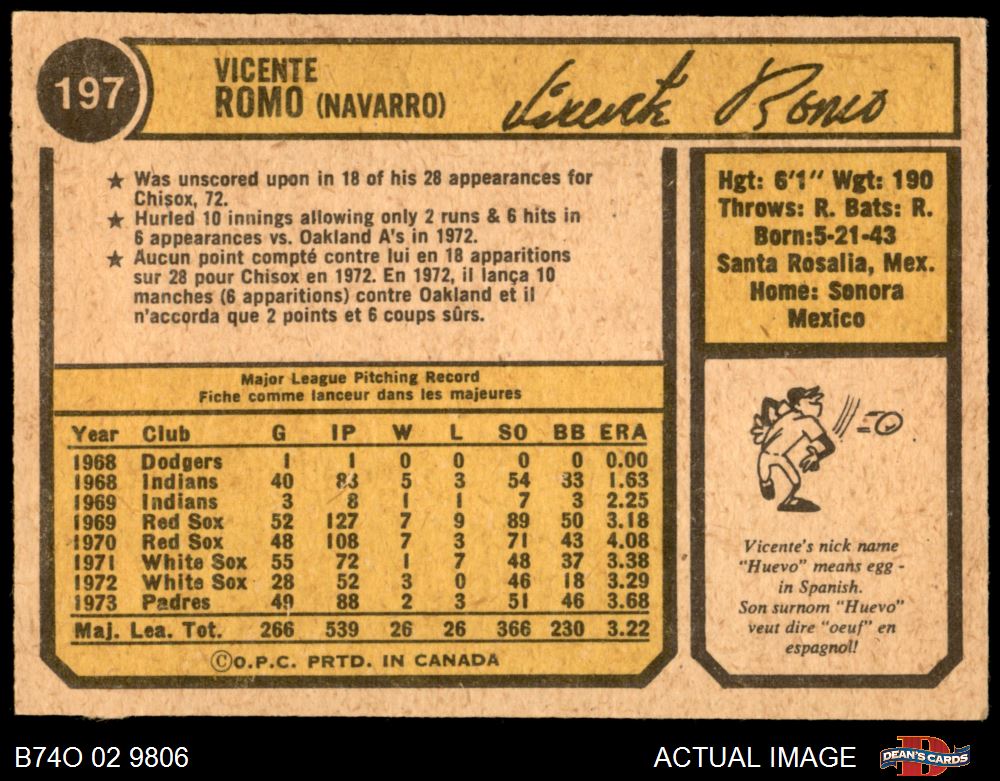 197
VICENTE
ROMO (NAVARRO)
Vicente Romo
★ Was unscored upon in 18 of his 28 appearances for
Chisox, 72.
★ Hurled 10 innings allowing only 2 runs & 6 hits in
6 appearances vs. Oakland A's in 1972.
★ Aucun point compté contre lui en 18 apparitions
sur 28 pour Chisox en 1972. En 1972, il lança 10
manches (6 apparitions) contre Oakland et il
n'accorda que 2 points et 6 coups sûrs.
Hgt: 6'1" Wgt: 190
Throws: R. Bats: R.
Born:5-21-43
Santa Rosalia, Mex.
Home: Sonora
Mexico
Major League Pitching Record
Fiche comme lanceur dans les majeures
Year Club G IP W L SO BB ERA
1968 Dodgers 1 1 0 0 0 0 0.00
1968 Indians 40 83 5 3 54 33 1.63
1969 Indians 3 8 1 1 7 3 2.25
1969 Red Sox 52 127 7 9 89 50 3.18
1970 Red Sox 48 108 7 3 71 43 4.08
1971 White Sox 55 72 1 7 48 37 3.38
1972 White Sox 28 52 3 0 46 18 3.29
1973 Padres 49 88 2 3 51 46 3.68
Maj. Lea. Tot. 266 539 26 26 366 230 3.22
©O.P.C. PRTD. IN CANADA
Vicente's nick name
"Huevo" means egg -
in Spanish.
Son surnom "Huevo"
veut dire "oeuf" en
espagnol!
B74O 02 9806
ACTUAL IMAGE
DEAN'S CARDS